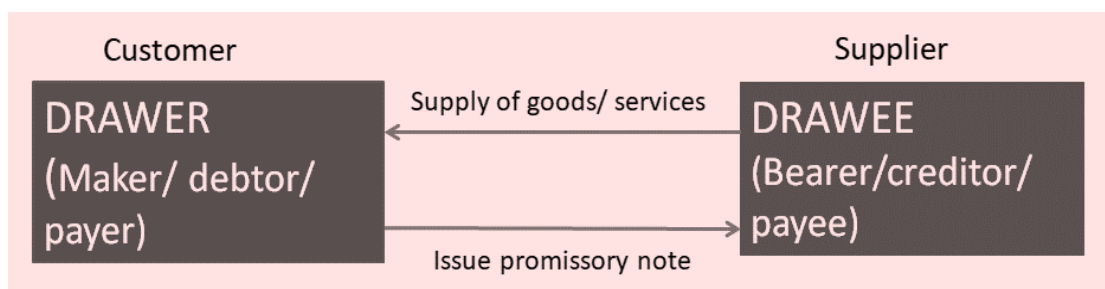 Customer
Supplier
DRAWER
(Maker/ debtor/
payer)
Supply of goods/ services
Issue promissory note
DRAWEE
(Bearer/creditor/
payee)